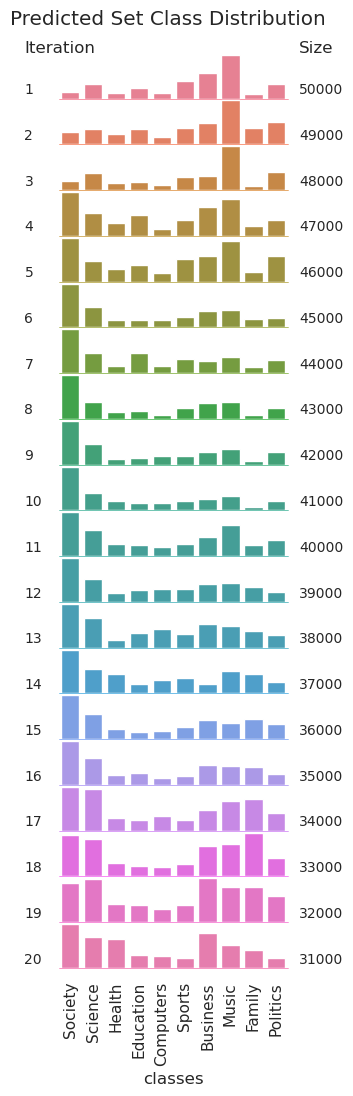 Predicted Set Class Distribution
Iteration Size
1 50000
2 49000
3 48000
4 47000
5 46000
6 45000
7 44000
8 43000
9 42000
10 41000
11 40000
12 39000
13 38000
14 37000
15 36000
16 35000
17 34000
18 33000
19 32000
20 31000
Society
Science
Health
Education
Computers
Sports
Business
Music
Family
Politics
classes